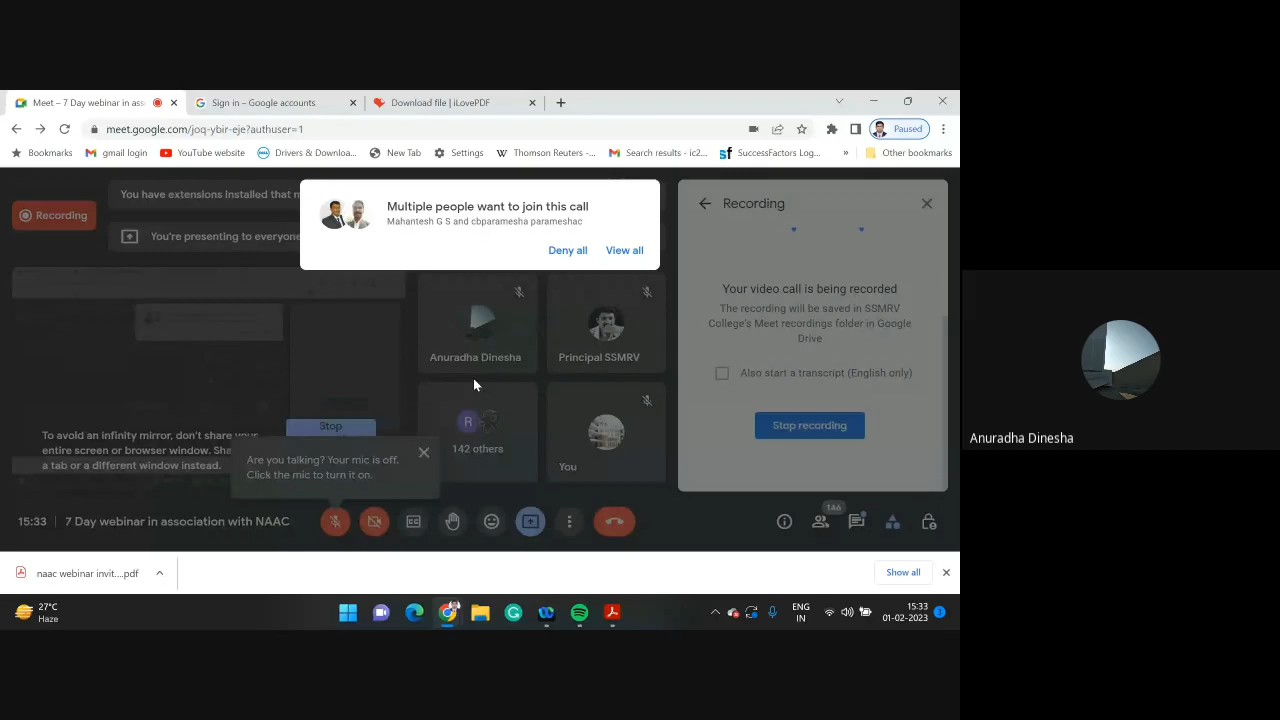 Meet – 7 Day webinar in ass
Sign in – Google accounts
Download file | iLovePDF
meet.google.com/joq-ybir-eje?authuser=1
Paused
Bookmarks
gmail login
YouTube website
Drivers & Downloa...
New Tab
Settings
Thomson Reuters -...
Search results - ic2...
SuccessFactors Log...
»
Other bookmarks
Recording
You have extensions installed that m
You're presenting to everyone
Multiple people want to join this call
Mahantesh G S and cbparamesha parameshac
Deny all
View all
Recording
Your video call is being recorded
The recording will be saved in SSMRV
College's Meet recordings folder in Google
Drive
Also start a transcript (English only)
Stop recording
Anuradha Dinesha
Principal SSMRV
R
142 others
You
Stop
To avoid an infinity mirror, don't share your
entire screen or browser window. Sha
a tab or a different window instead.
Are you talking? Your mic is off.
Click the mic to turn it on.
15:33 | 7 Day webinar in association with NAAC
146
naac webinar invit....pdf
Show all
27°C
Haze
ENG
IN
15:33
01-02-2023
Anuradha Dinesha